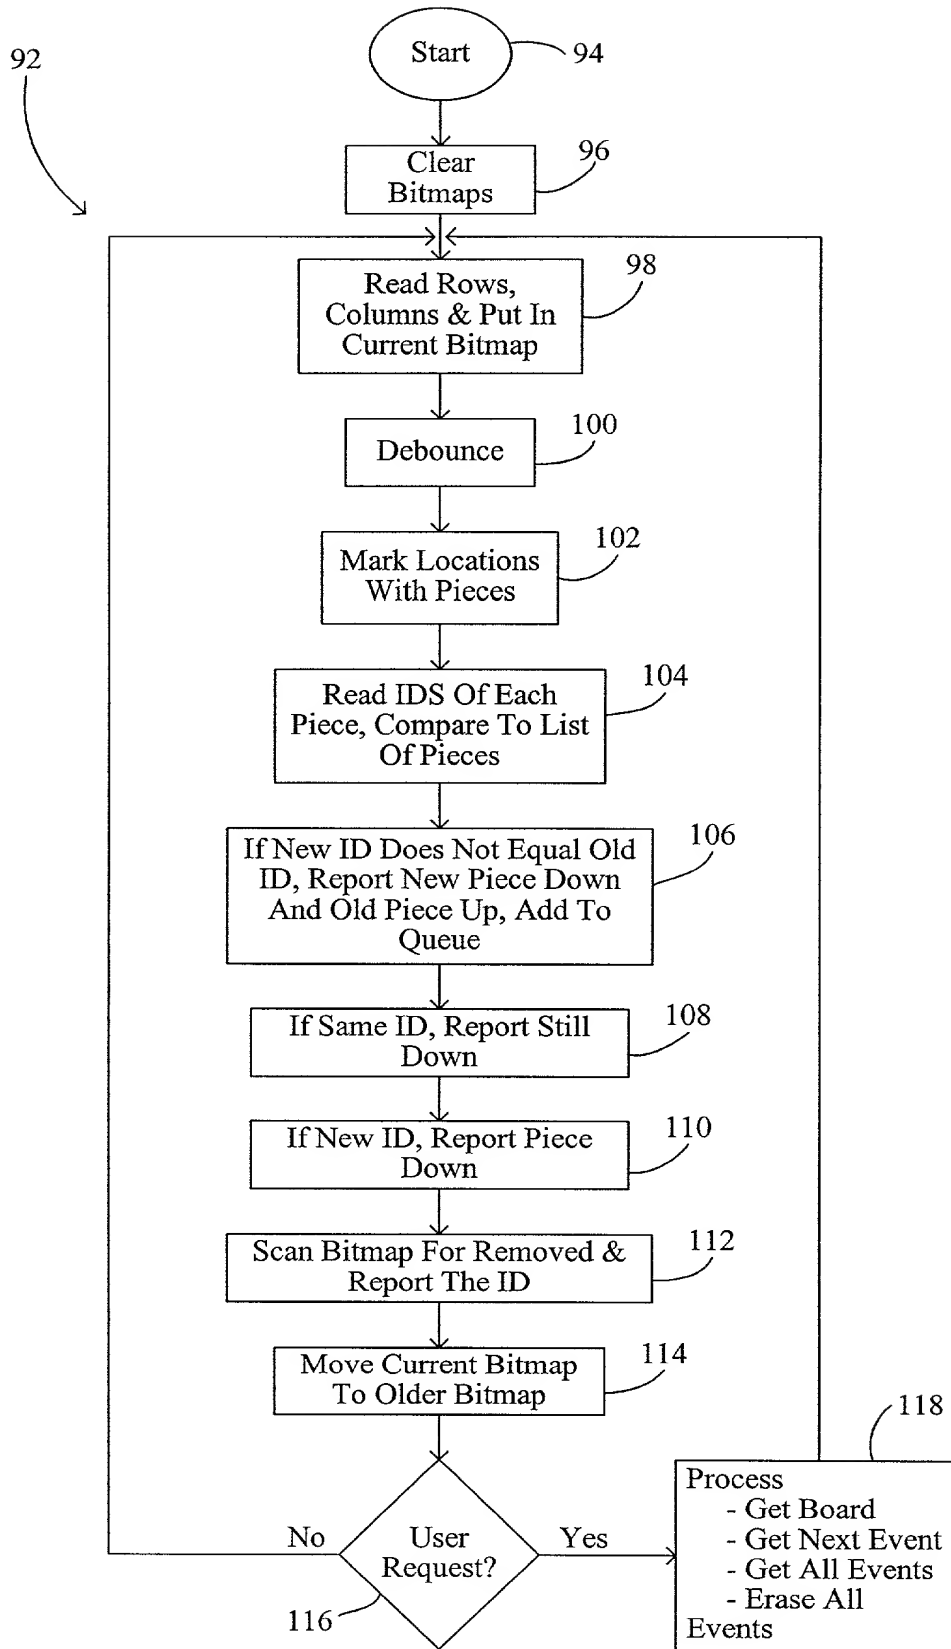 92
Start
94
Clear
Bitmaps
96
Read Rows,
Columns & Put In
Current Bitmap
98
Debounce
100
Mark Locations
With Pieces
102
Read IDS Of Each
Piece, Compare To List
Of Pieces
104
If New ID Does Not Equal Old
ID, Report New Piece Down
And Old Piece Up, Add To
Queue
106
If Same ID, Report Still
Down
108
If New ID, Report Piece
Down
110
Scan Bitmap For Removed &
Report The ID
112
Move Current Bitmap
To Older Bitmap
114
User
Request?
116
No
Yes
118
Process
- Get Board
- Get Next Event
- Get All Events
- Erase All
Events